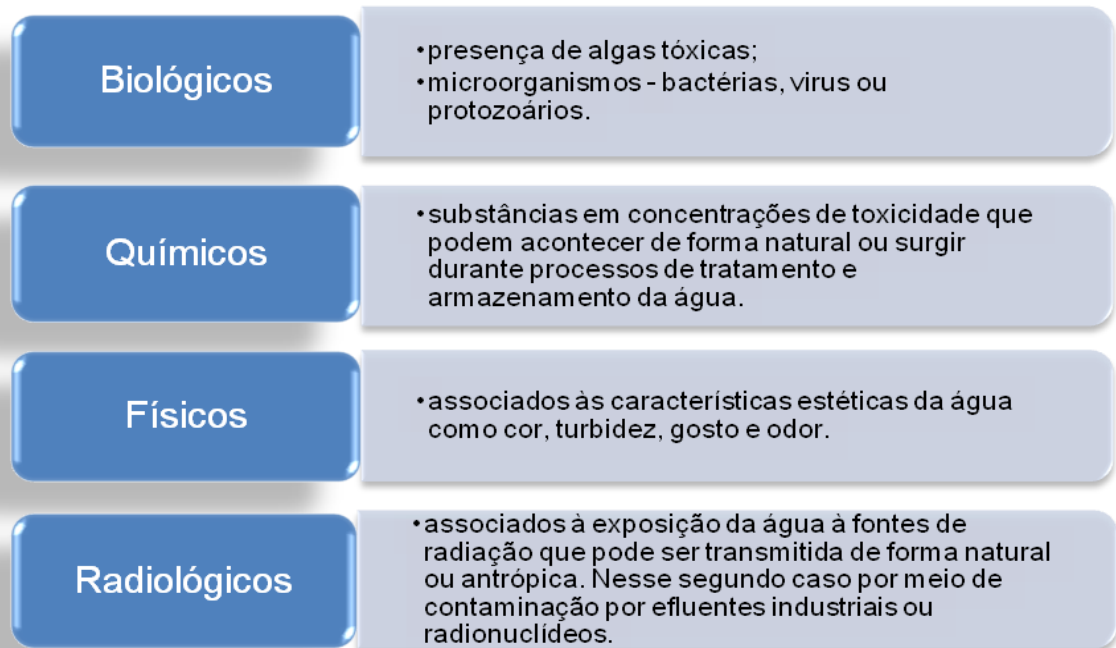 Biológicos
•presença de algas tóxicas;
•microorganismos - bactérias, virus ou
protozoários.
Químicos
•substâncias em concentrações de toxicidade que
podem acontecer de forma natural ou surgir
durante processos de tratamento e
armazenamento da água.
Físicos
•associados às características estéticas da água
como cor, turbidez, gosto e odor.
Radiológicos
•associados à exposição da água à fontes de
radiação que pode ser transmitida de forma natural
ou antrópica. Nesse segundo caso por meio de
contaminação por efluentes industriais ou
radionuclídeos.